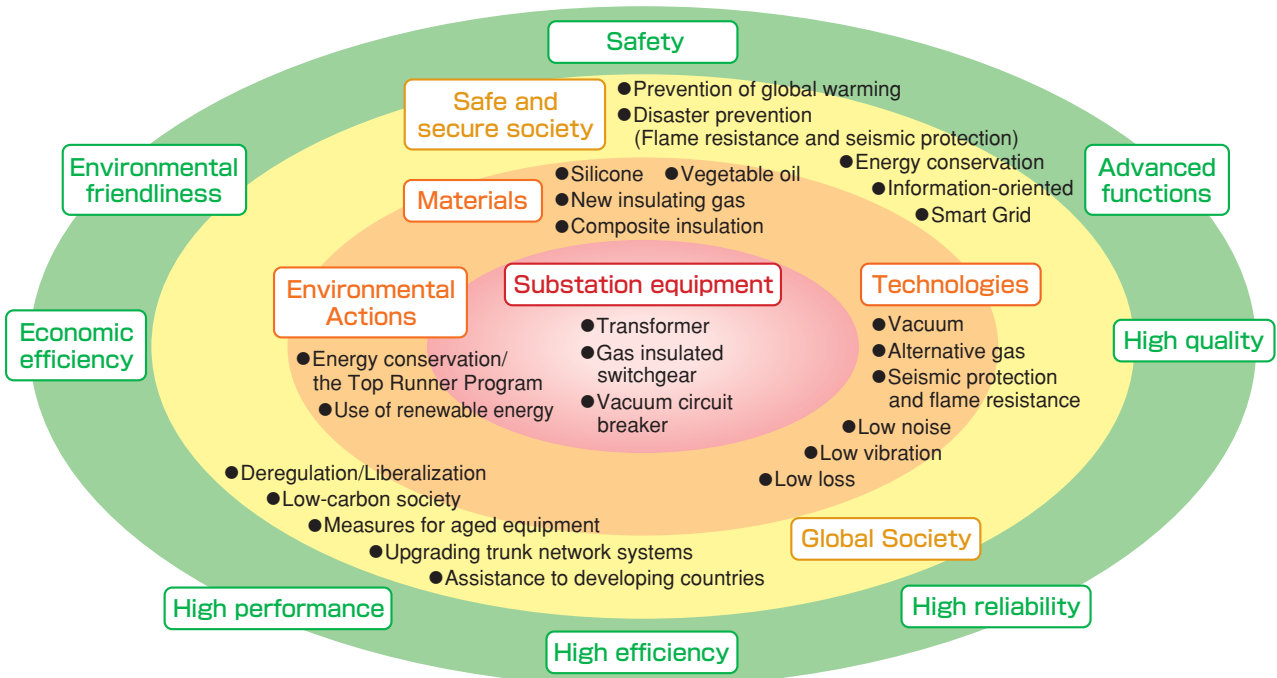 Safety
Safe and
secure society
●Prevention of global warming
●Disaster prevention
(Flame resistance and seismic protection)
●Energy conservation
●Information-oriented
●Smart Grid
Environmental
friendliness
Advanced
functions
Materials
●Silicone ●Vegetable oil
●New insulating gas
●Composite insulation
Environmental
Actions
●Energy conservation/
the Top Runner Program
●Use of renewable energy
Substation equipment
●Transformer
●Gas insulated
switchgear
●Vacuum circuit
breaker
Technologies
●Vacuum
●Alternative gas
●Seismic protection
and flame resistance
●Low noise
●Low vibration
●Low loss
Economic
efficiency
High quality
●Deregulation/Liberalization
●Low-carbon society
●Measures for aged equipment
●Upgrading trunk network systems
●Assistance to developing countries
Global Society
High performance
High reliability
High efficiency